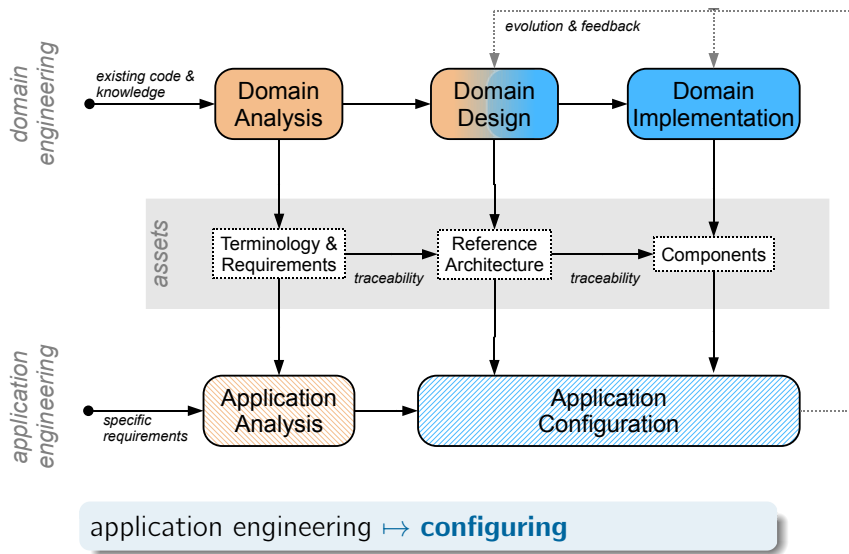 evolution & feedback
domain
engineering
existing code &
knowledge
Domain
Analysis
Domain
Design
Domain
Implementation
assets
Terminology &
Requirements
traceability
Reference
Architecture
traceability
Components
application
engineering
specific
requirements
Application
Analysis
Application
Configuration
application engineering ↦ configuring